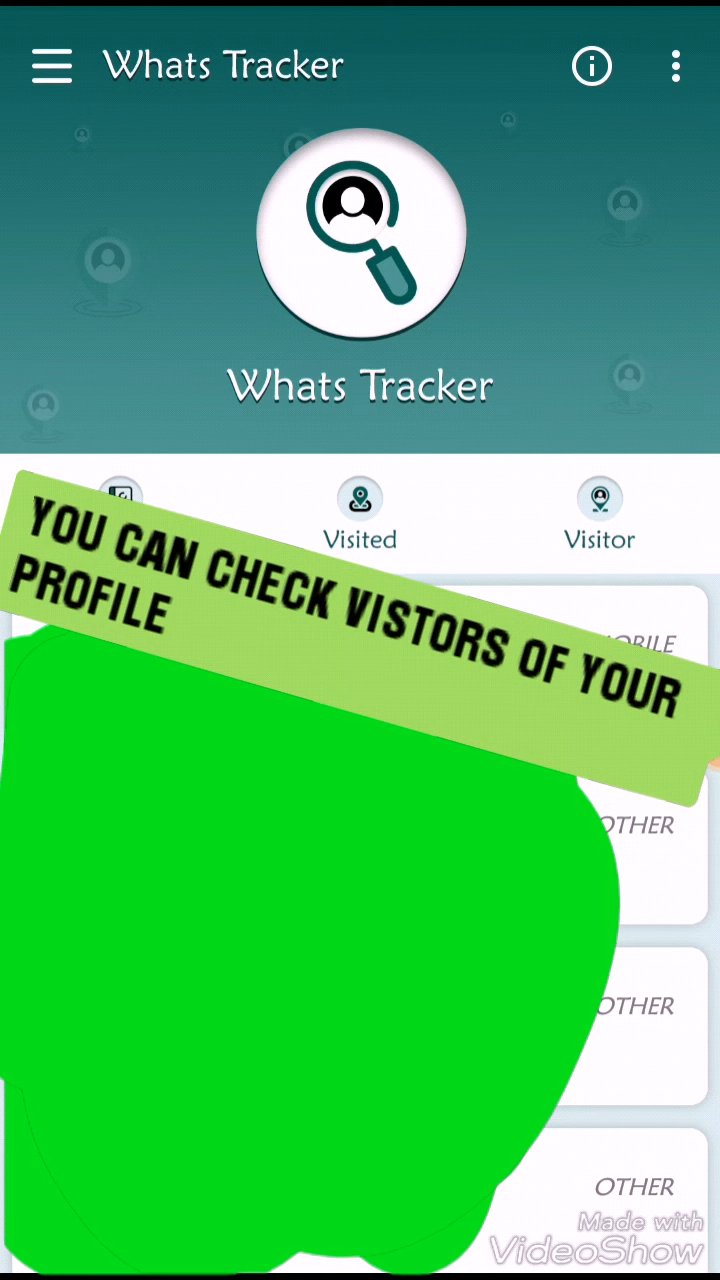 Whats Tracker
Whats Tracker
Visited
Visitor
YOU CAN CHECK VISTORS OF YOUR
PROFILE
OTHER
OTHER
OTHER
Made with
VideoShow